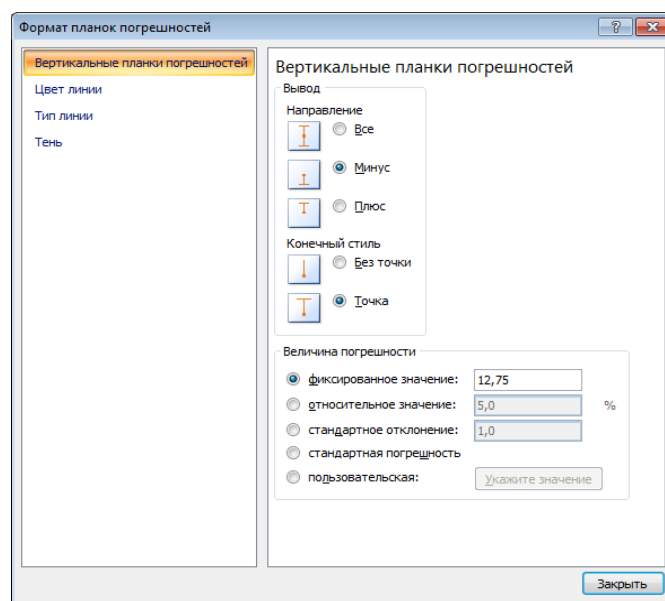 Формат планок погрешностей
Вертикальные планки погрешностей
Цвет линии
Тип линии
Тень
Вертикальные планки погрешностей
Вывод
Направление
Все
Минус
Плюс
Конечный стиль
Без точки
Точка
Величина погрешности
фиксированное значение: 12,75
относительное значение: 5,0 %
стандартное отклонение: 1,0
стандартная погрешность
пользовательская: Укажите значение
Закрыть